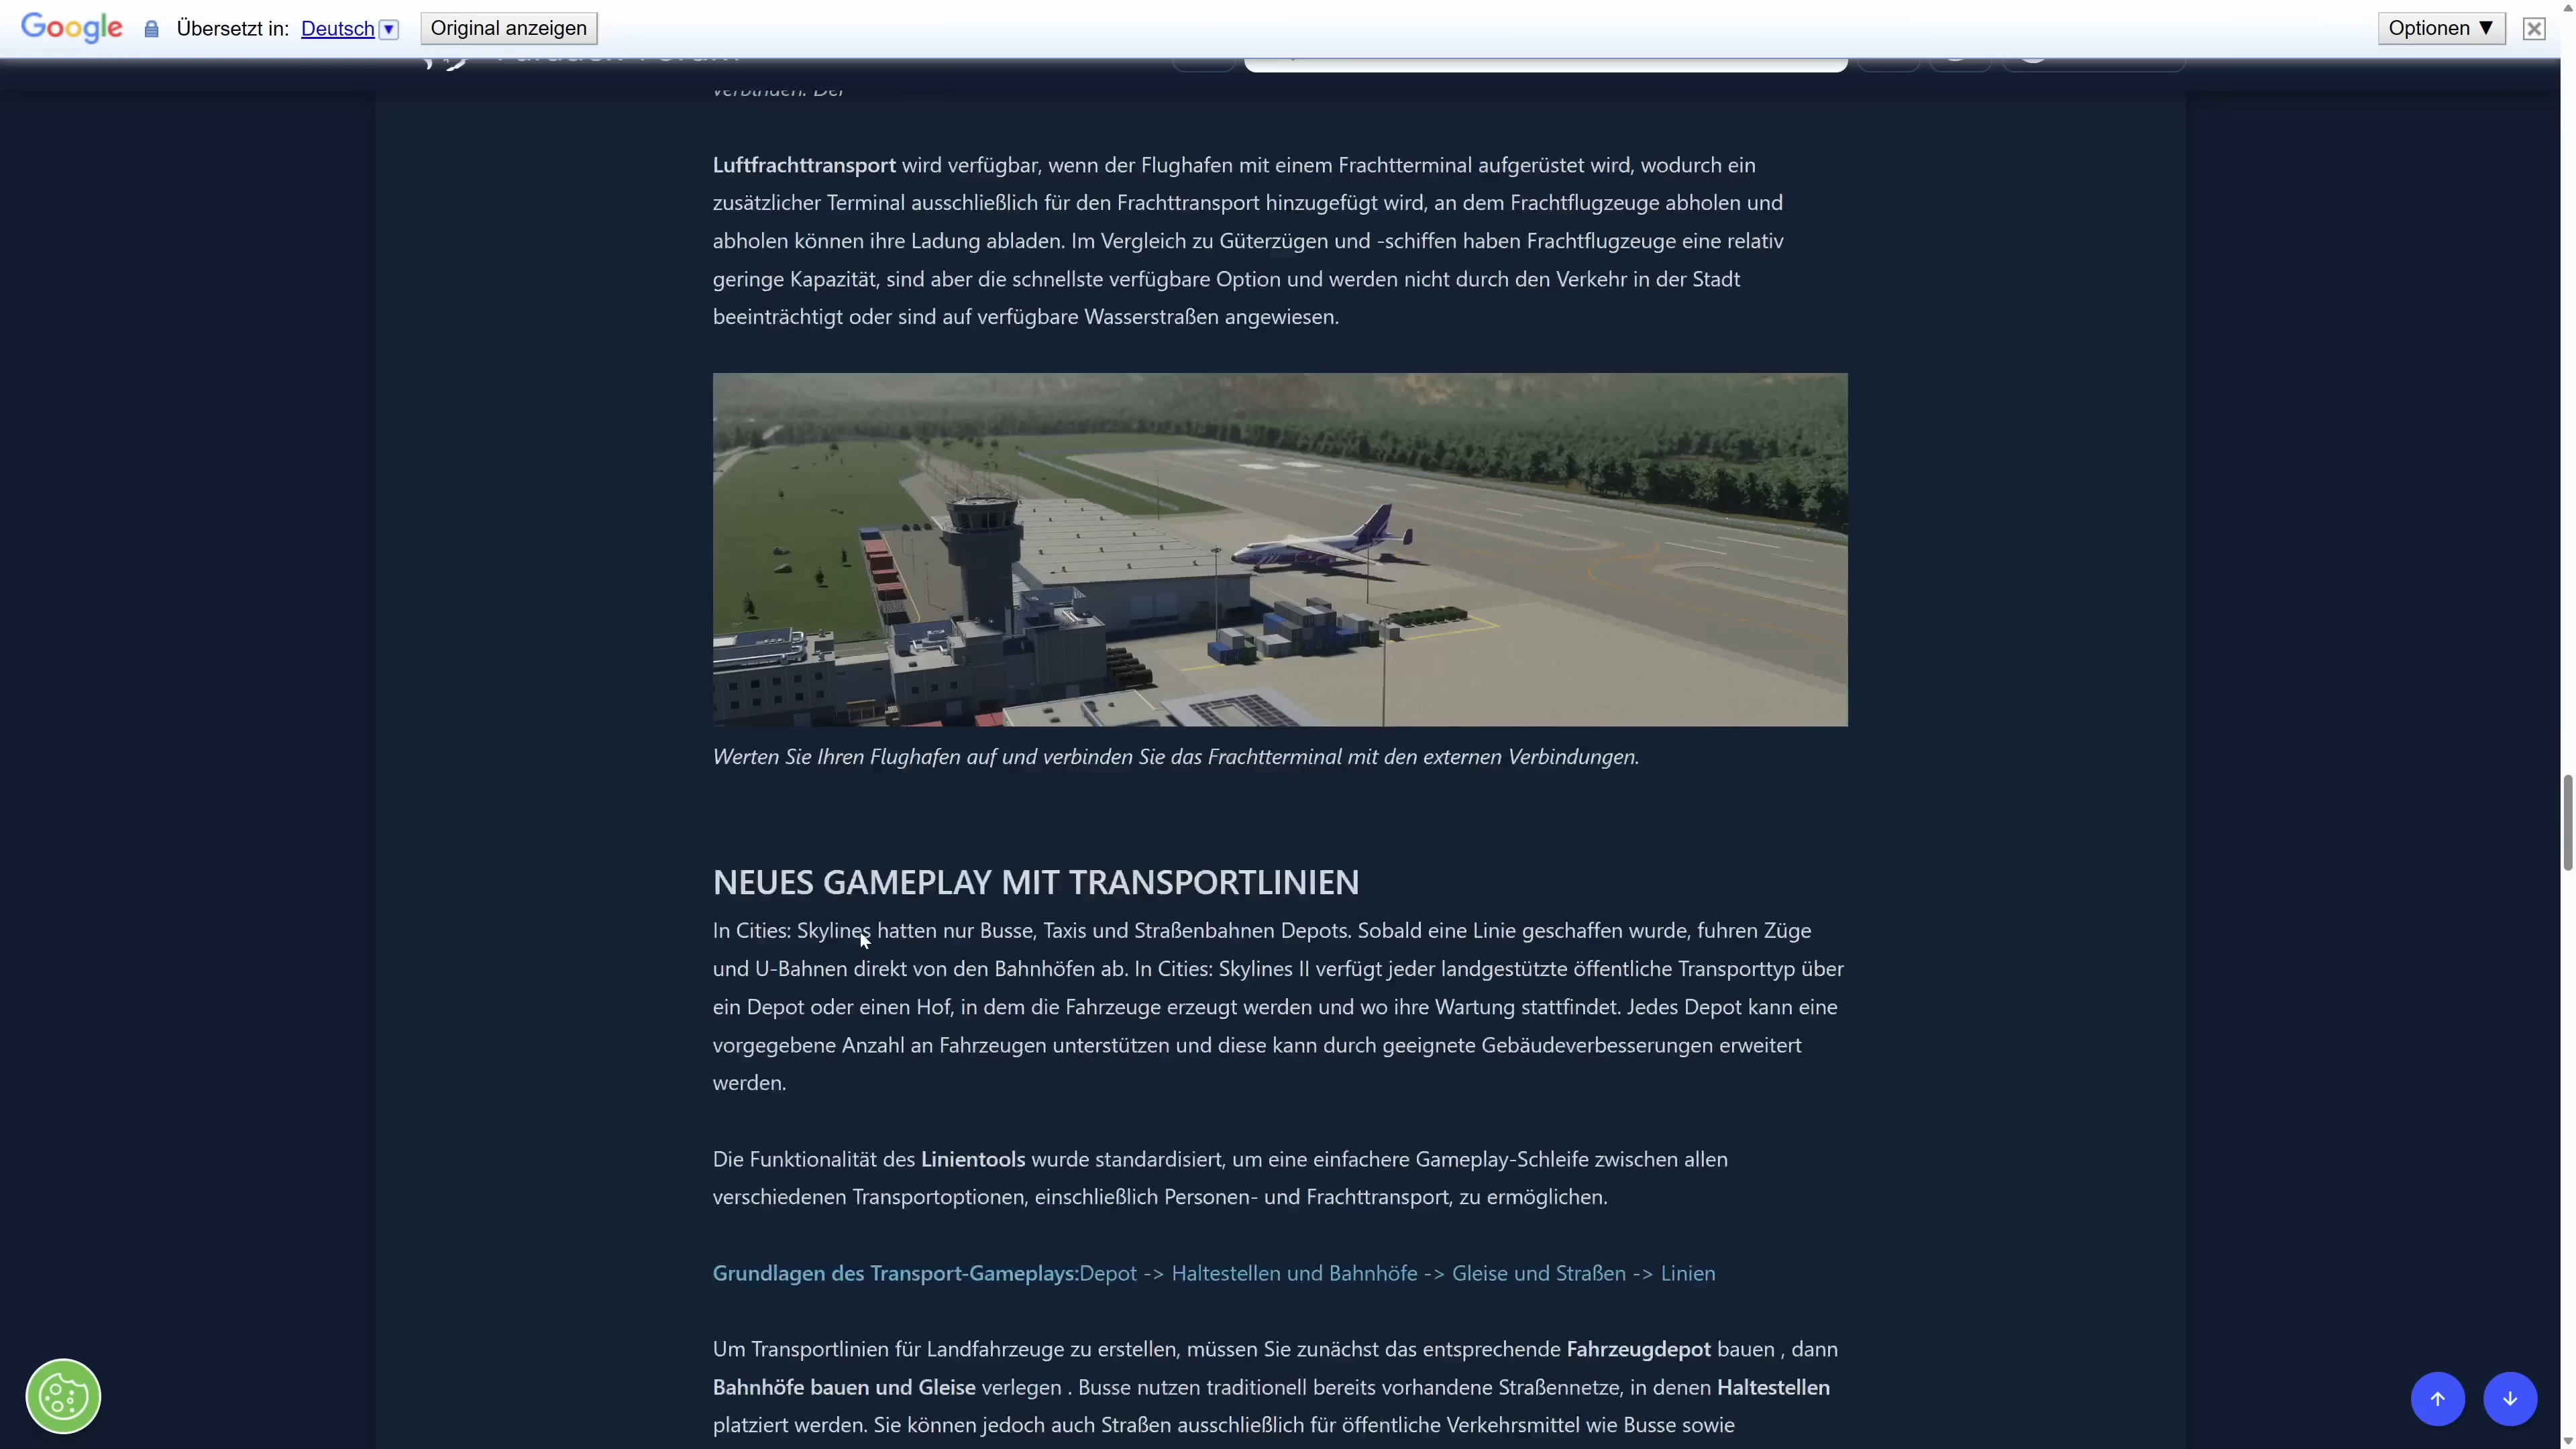 Google Übersetzt in: Deutsch Original anzeigen Optionen ▼
verbinden. Der
Luftfrachttransport wird verfügbar, wenn der Flughafen mit einem Frachtterminal aufgerüstet wird, wodurch ein
zusätzlicher Terminal ausschließlich für den Frachttransport hinzugefügt wird, an dem Frachtflugzeuge abholen und
abholen können ihre Ladung abladen. Im Vergleich zu Güterzügen und -schiffen haben Frachtflugzeuge eine relativ
geringe Kapazität, sind aber die schnellste verfügbare Option und werden nicht durch den Verkehr in der Stadt
beeinträchtigt oder sind auf verfügbare Wasserstraßen angewiesen.
Werten Sie Ihren Flughafen auf und verbinden Sie das Frachtterminal mit den externen Verbindungen.
NEUES GAMEPLAY MIT TRANSPORTLINIEN
In Cities: Skylines hatten nur Busse, Taxis und Straßenbahnen Depots. Sobald eine Linie geschaffen wurde, fuhren Züge
und U-Bahnen direkt von den Bahnhöfen ab. In Cities: Skylines II verfügt jeder landgestützte öffentliche Transporttyp über
ein Depot oder einen Hof, in dem die Fahrzeuge erzeugt werden und wo ihre Wartung stattfindet. Jedes Depot kann eine
vorgegebene Anzahl an Fahrzeugen unterstützen und diese kann durch geeignete Gebäudeverbesserungen erweitert
werden.
Die Funktionalität des Linientools wurde standardisiert, um eine einfachere Gameplay-Schleife zwischen allen
verschiedenen Transportoptionen, einschließlich Personen- und Frachttransport, zu ermöglichen.
Grundlagen des Transport-Gameplays:Depot -> Haltestellen und Bahnhöfe -> Gleise und Straßen -> Linien
Um Transportlinien für Landfahrzeuge zu erstellen, müssen Sie zunächst das entsprechende Fahrzeugdepot bauen , dann
Bahnhöfe bauen und Gleise verlegen . Busse nutzen traditionell bereits vorhandene Straßennetze, in denen Haltestellen
platziert werden. Sie können jedoch auch Straßen ausschließlich für öffentliche Verkehrsmittel wie Busse sowie